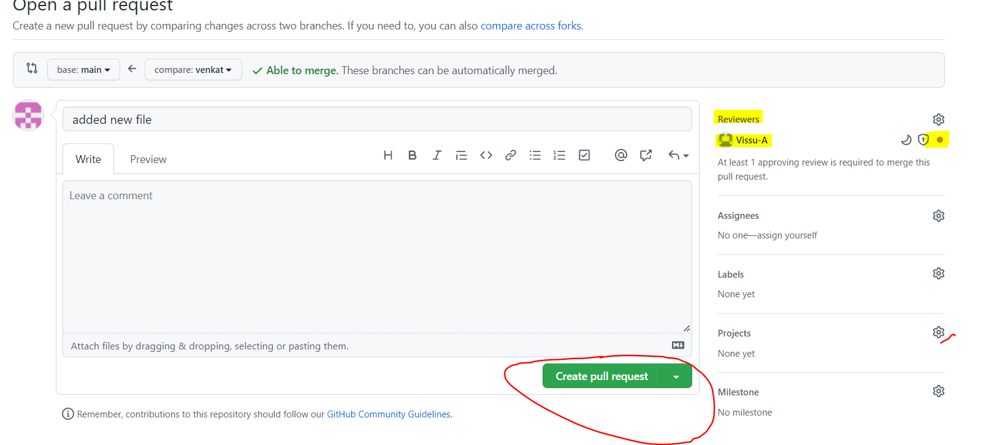 Open a pull request
Create a new pull request by comparing changes across two branches. If you need to, you can also compare across forks.
base: main
compare: venkat
Able to merge. These branches can be automatically merged.
added new file
Write
Preview
Leave a comment
Attach files by dragging & dropping, selecting or pasting them.
Create pull request
Remember, contributions to this repository should follow our GitHub Community Guidelines.
Reviewers
Vissu-A
At least 1 approving review is required to merge this
pull request.
Assignees
No one—assign yourself
Labels
None yet
Projects
None yet
Milestone
No milestone